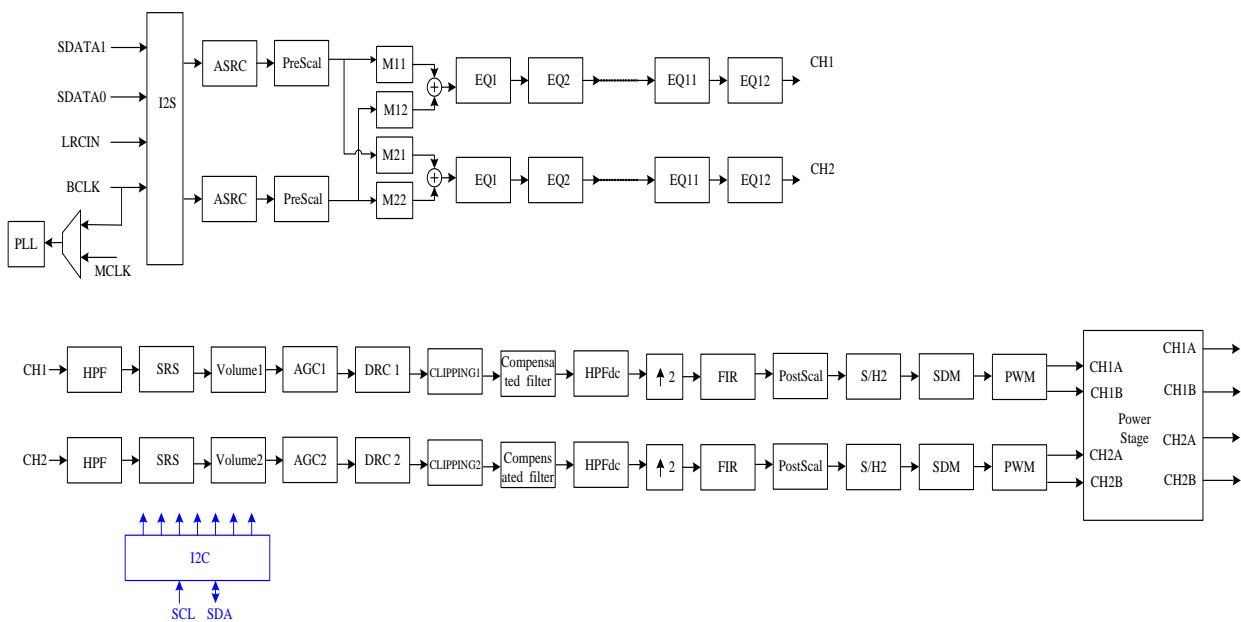 SDATA1
SDATA0
LRCIN
BCLK
PLL
MCLK
I2S
ASRC
PreScal
ASRC
PreScal
M11
M12
M21
M22
+
+
EQ1
EQ2
EQ11
EQ12
CH1
EQ1
EQ2
EQ11
EQ12
CH2
CH1
HPF
SRS
Volume1
AGC1
DRC 1
CLIPPING1
Compensa
ted filter
HPFdc
2
FIR
PostScal
S/H2
SDM
PWM
CH2
HPF
SRS
Volume2
AGC2
DRC 2
CLIPPING2
Compens
ated filter
HPFdc
2
FIR
PostScal
S/H2
SDM
PWM
CH1A
CH1B
CH2A
CH2B
Power
Stage
CH1A
CH1B
CH2A
CH2B
I2C
SCL
SDA